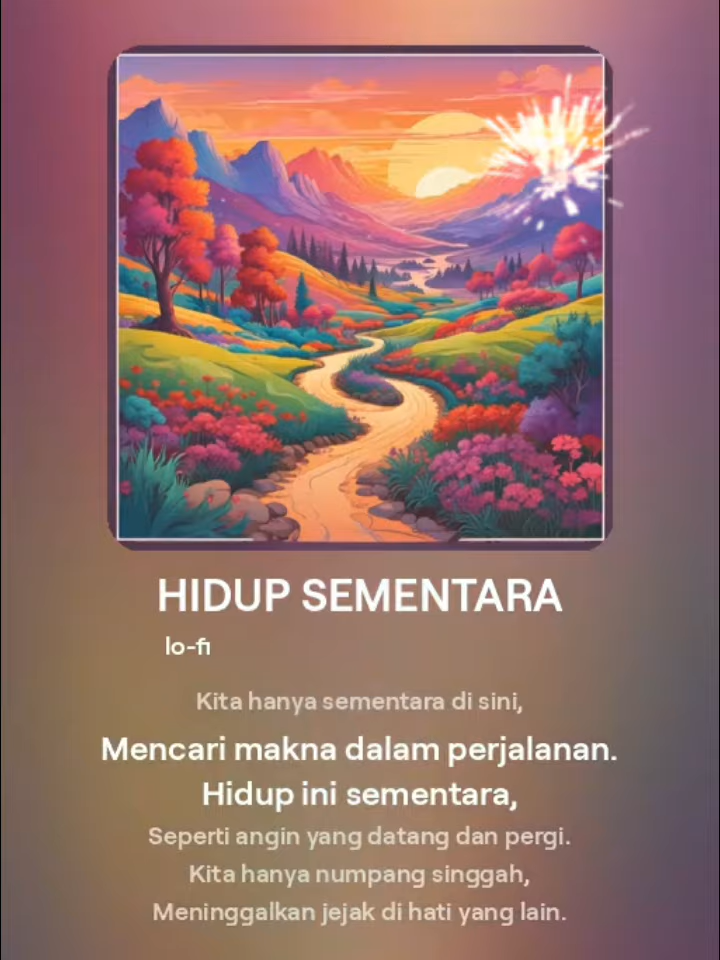 HIDUP SEMENTARA
lo-fi
Kita hanya sementara di sini,
Mencari makna dalam perjalanan.
Hidup ini sementara,
Seperti angin yang datang dan pergi.
Kita hanya numpang singgah,
Meninggalkan jejak di hati yang lain.